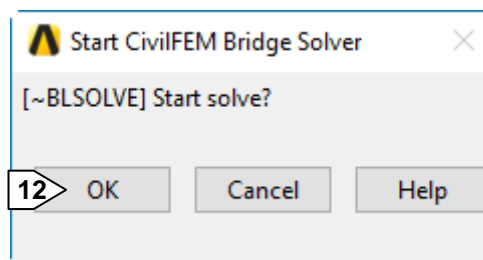 Start CivilFEM Bridge Solver
[~BLSOLVE] Start solve?
12 OK Cancel Help